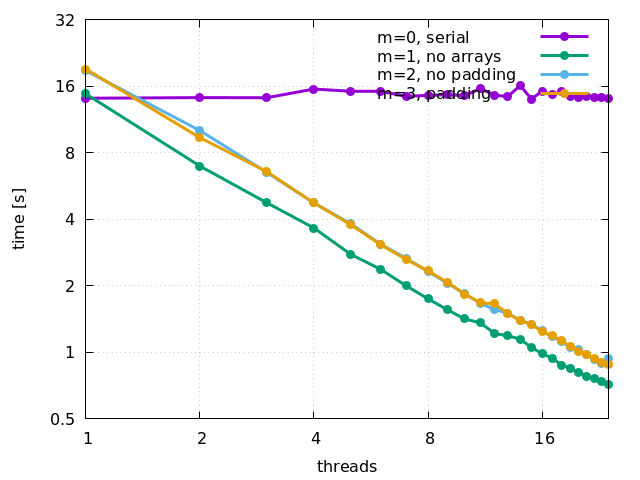 32
16
8
4
2
1
0.5
time [s]
m=0, serial
m=1, no arrays
m=2, no padding
m=3, padding
1
2
4
8
16
threads